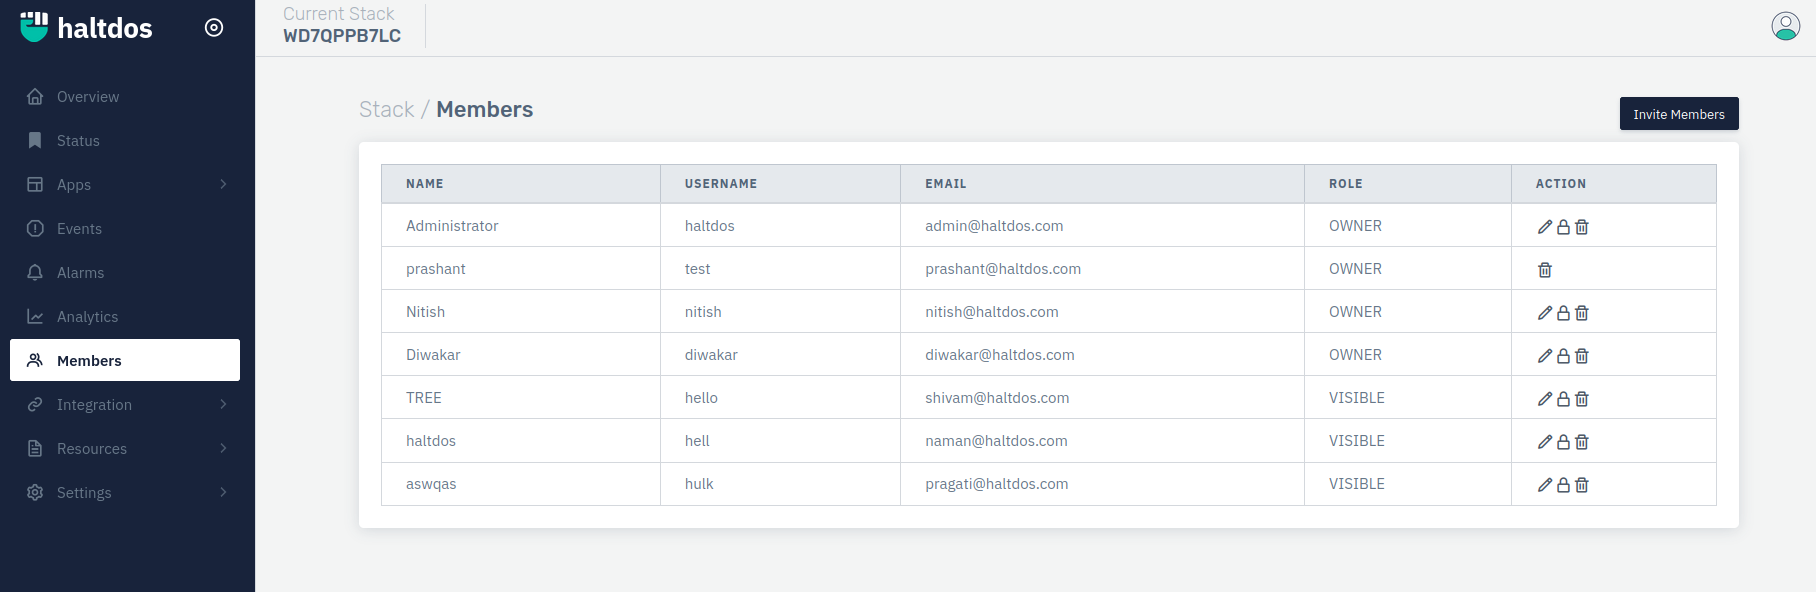 haltdos
Current Stack
WD7QPPB7LC
Overview
Status
Apps
Events
Alarms
Analytics
Members
Integration
Resources
Settings
Stack / Members
Invite Members
NAME USERNAME EMAIL ROLE ACTION
Administrator haltdos admin@haltdos.com OWNER
prashant test prashant@haltdos.com OWNER
Nitish nitish nitish@haltdos.com OWNER
Diwakar diwakar diwakar@haltdos.com OWNER
TREE hello shivam@haltdos.com VISIBLE
haltdos hell naman@haltdos.com VISIBLE
aswqas hulk pragati@haltdos.com VISIBLE